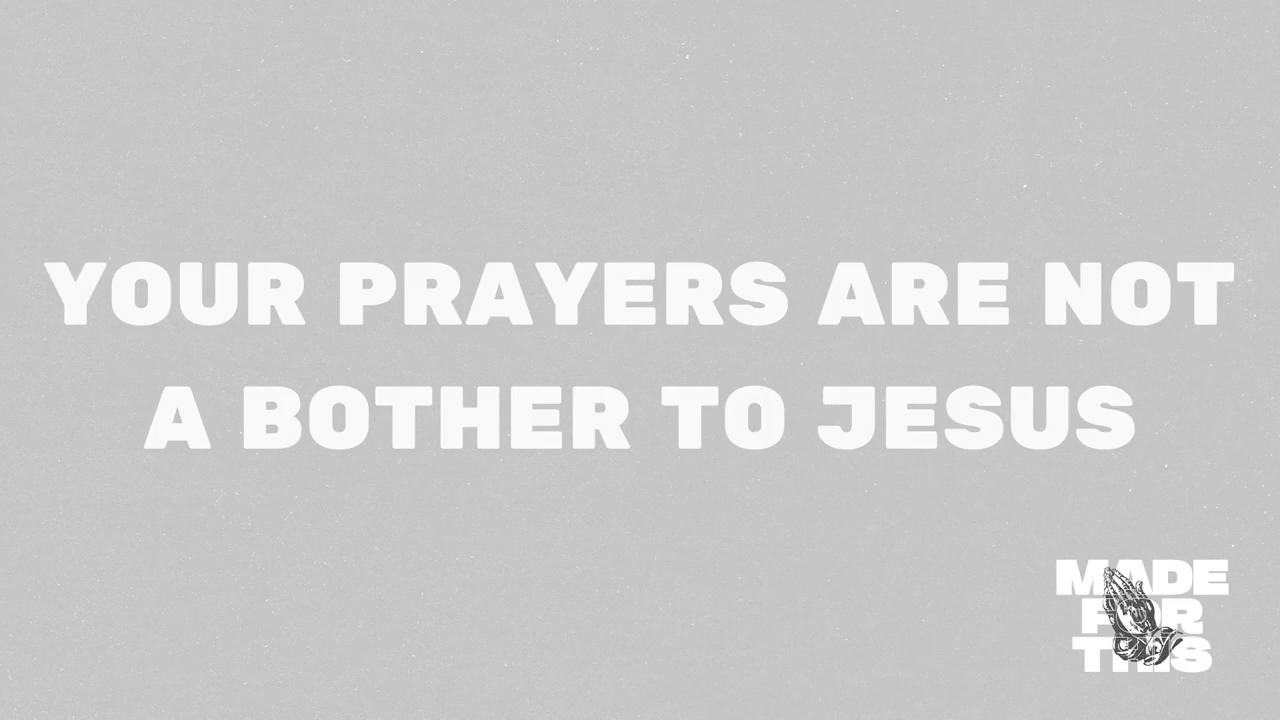 YOUR PRAYERS ARE NOT
A BOTHER TO JESUS
MADE
FOR
THIS